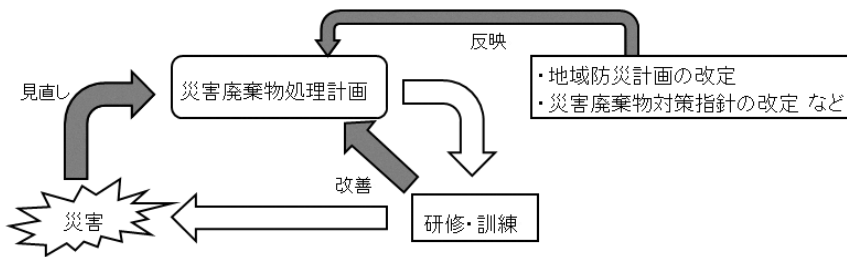 反映
見直し
災害廃棄物処理計画
・地域防災計画の改定
・災害廃棄物対策指針の改定 など
改善
災害
研修・訓練